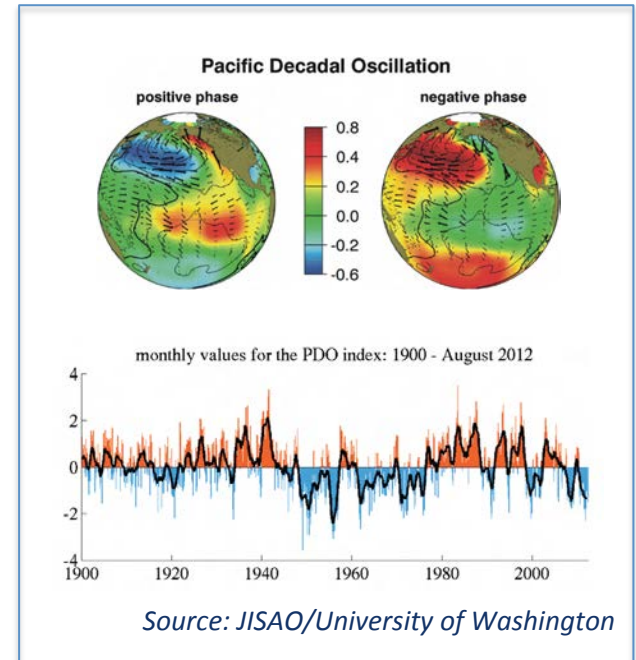 Pacific Decadal Oscillation
positive phase
negative phase
0.8
0.4
0.2
0.0
-0.2
-0.6
monthly values for the PDO index: 1900 - August 2012
4
2
0
-2
-4
1900 1920 1940 1960 1980 2000
Source: JISAO/University of Washington